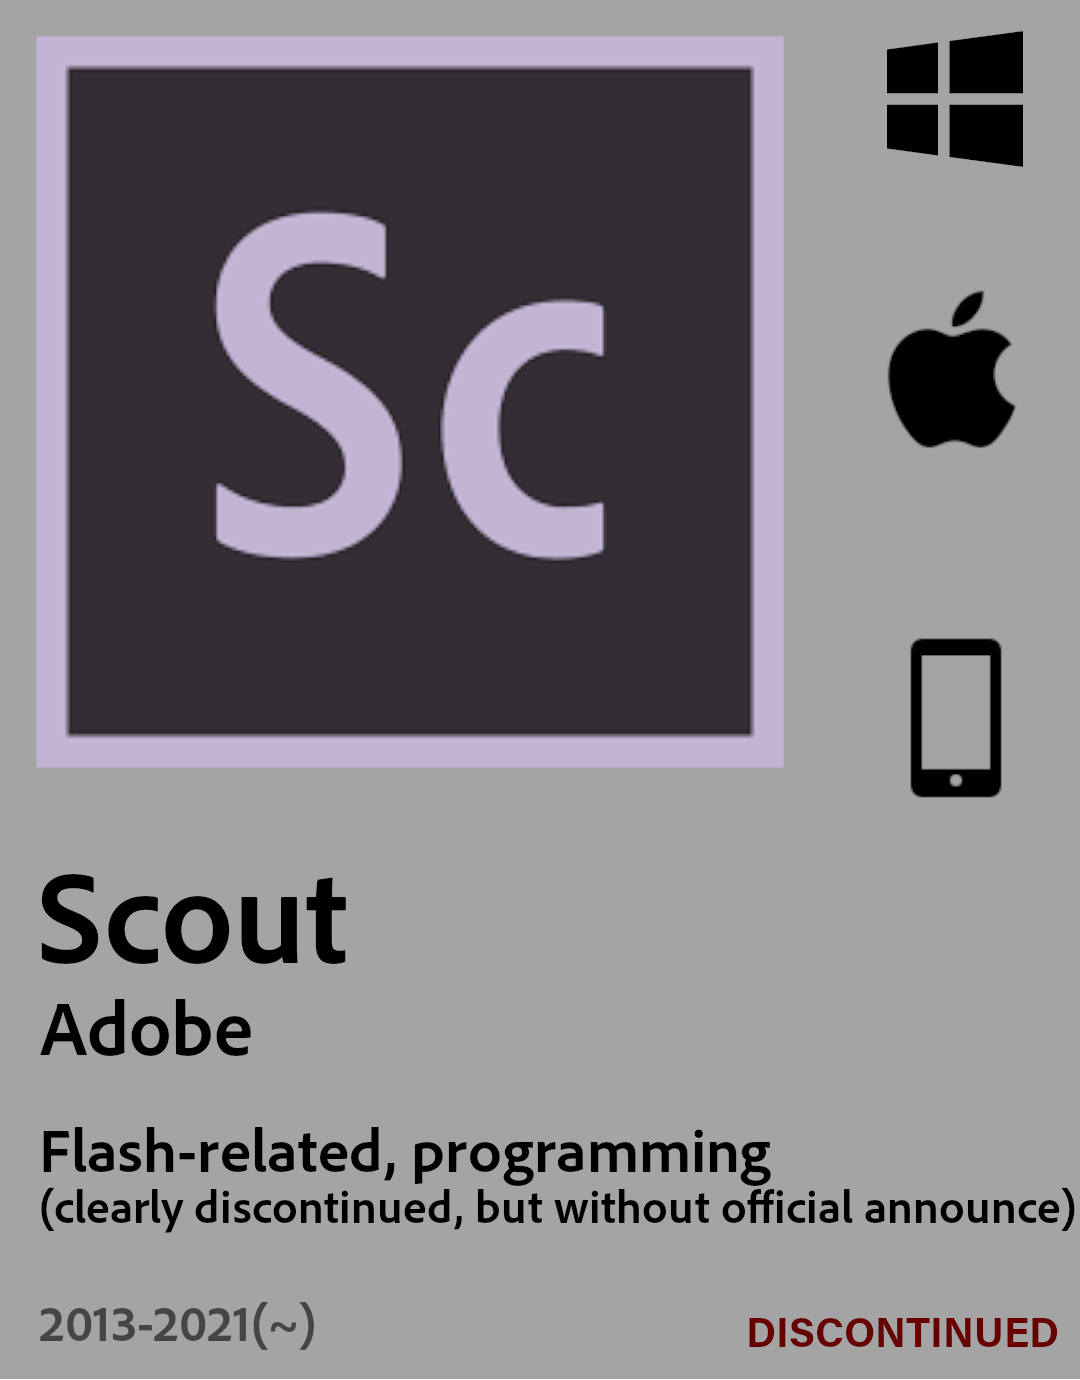 Sc
Scout
Adobe
Flash-related, programming
(clearly discontinued, but without official announce)
2013-2021(~)
DISCONTINUED